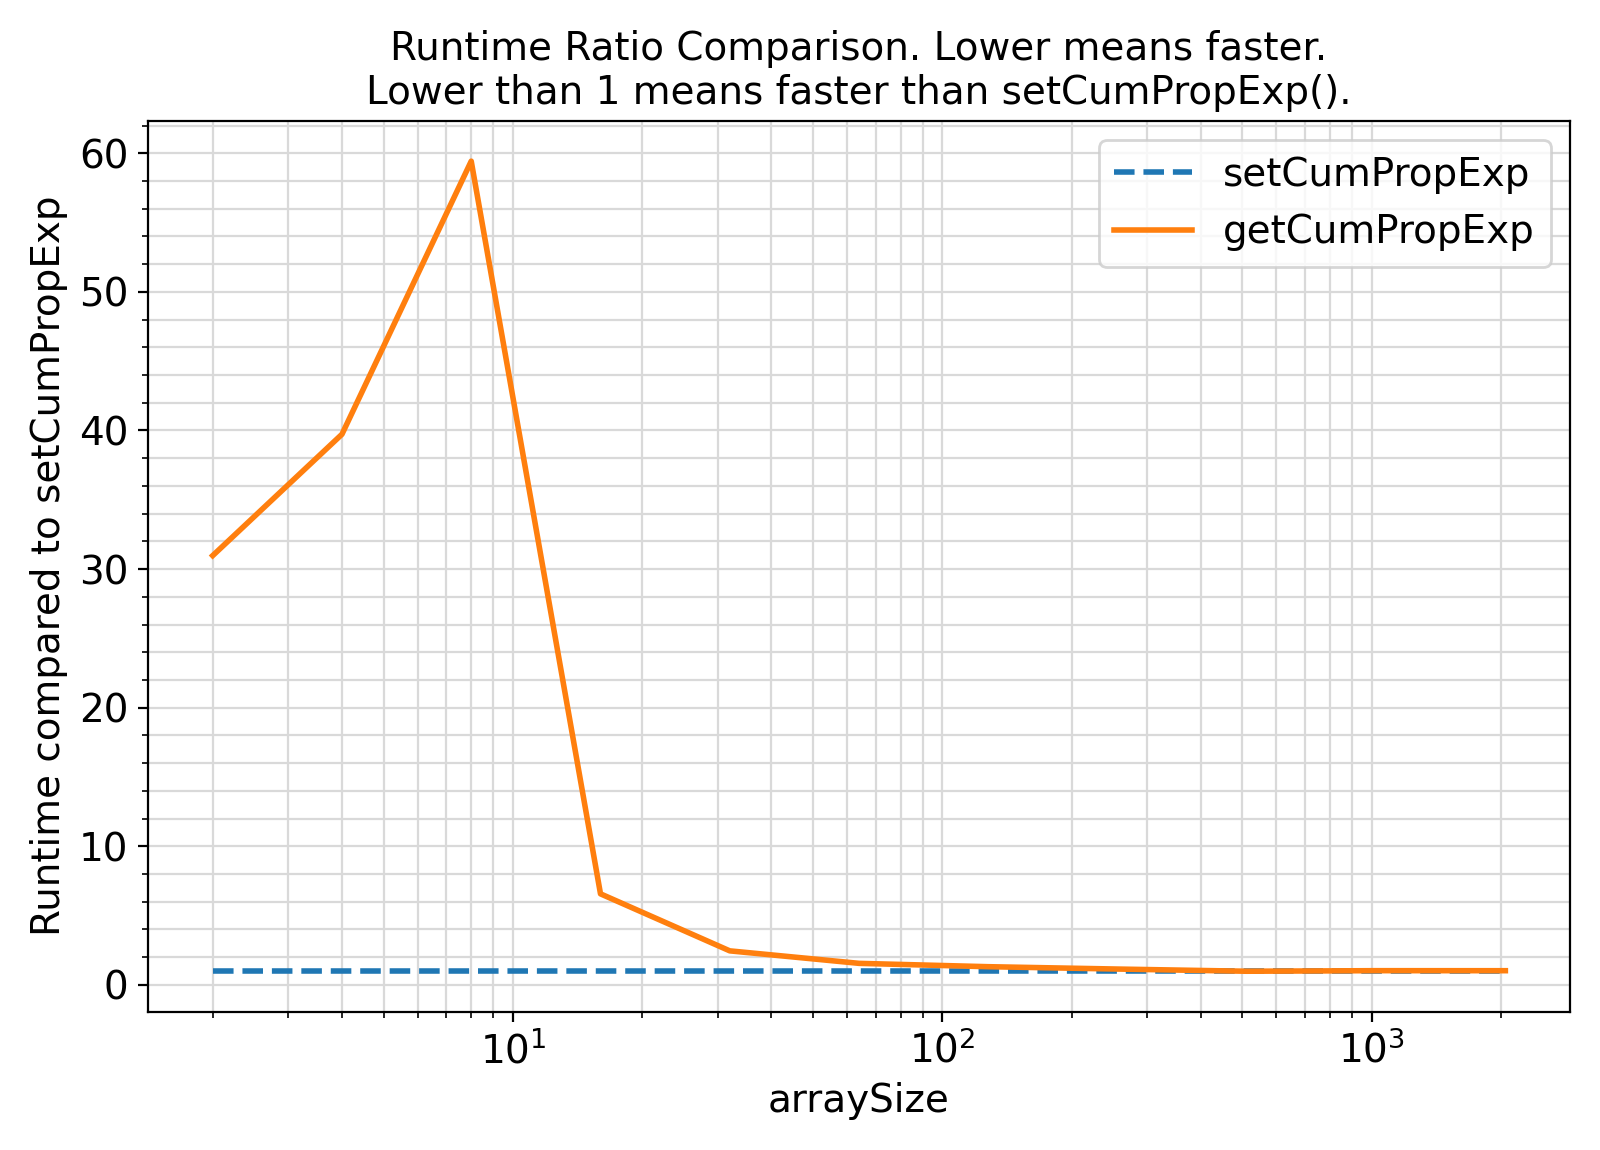 Runtime Ratio Comparison. Lower means faster.
Lower than 1 means faster than setCumPropExp().
Runtime compared to setCumPropExp
60
50
40
30
20
10
0
setCumPropExp
getCumPropExp
10¹
10²
10³
arraySize